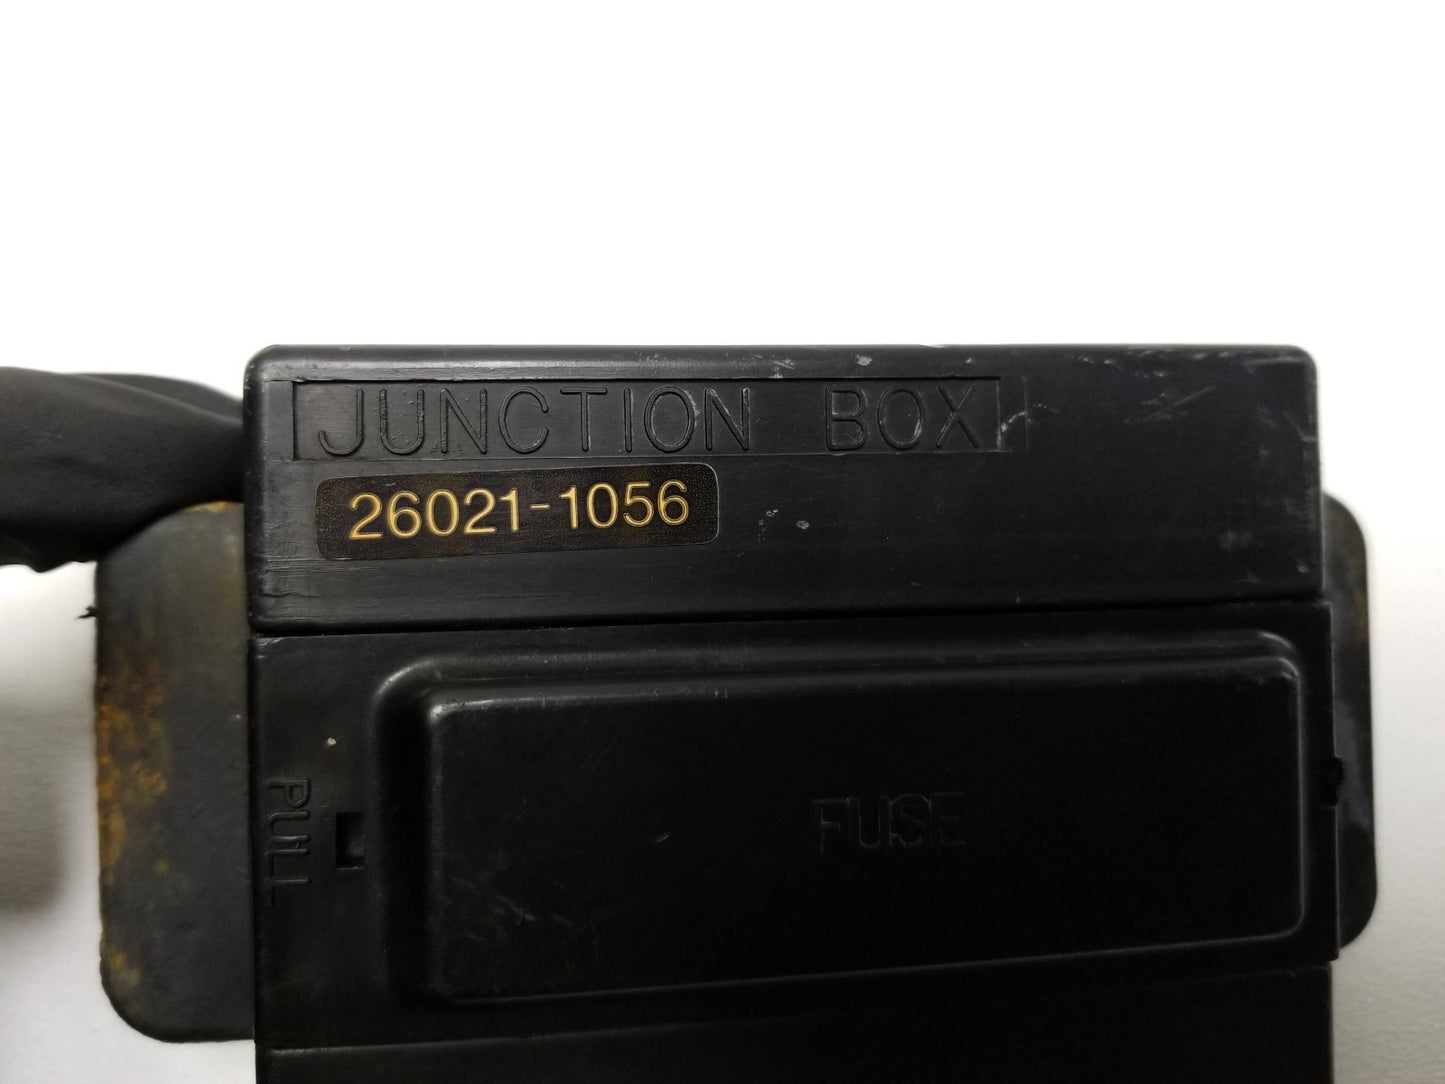 JUNCTION BOX
26021-1056
PULL
FUSE